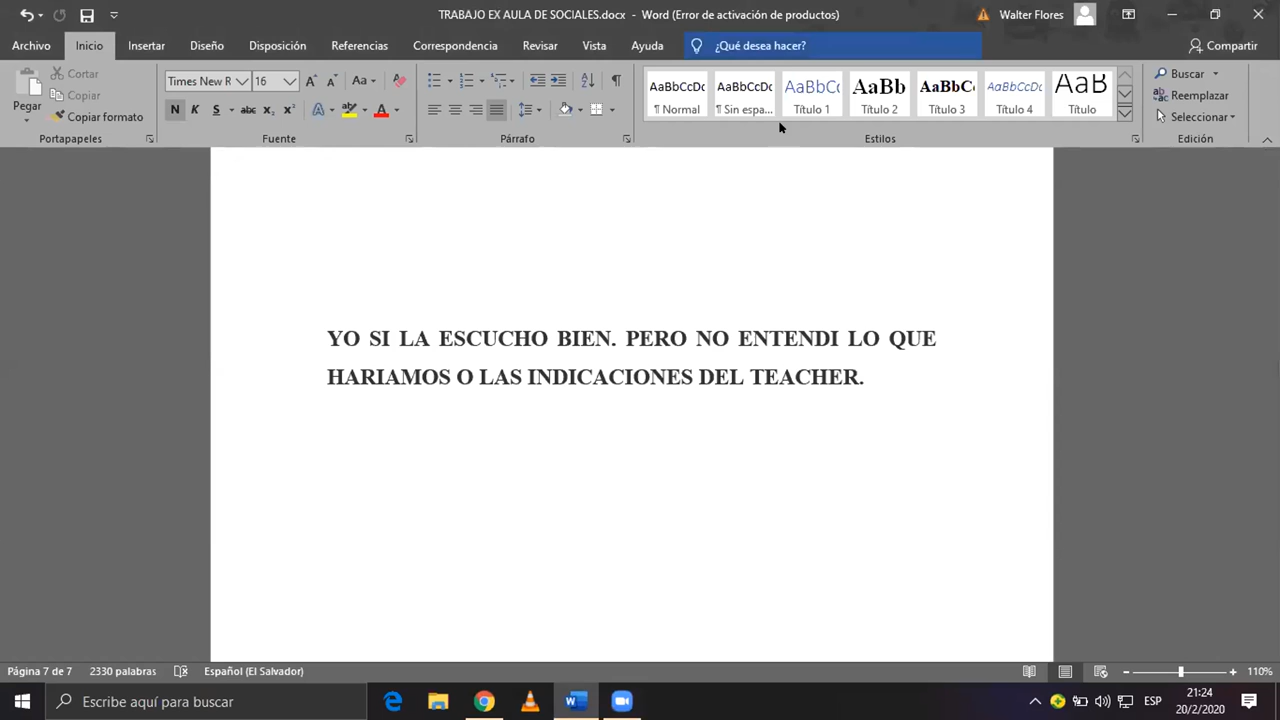 TRABAJO EX AULA DE SOCIALES.docx - Word (Error de activación de productos)
Walter Flores
Archivo Inicio Insertar Diseño Disposición Referencias Correspondencia Revisar Vista Ayuda ¿Qué desea hacer? Compartir
Pegar
Cortar
Copiar
Copiar formato
Portapapeles
Times New R 16
N K S abc x₂ x² A
Fuente
Párrafo
AaBbCcDc AaBbCcDc AaBbCc AaBb AaBbCc AaBbCcDc AaB
¶ Normal ¶ Sin espa... Título 1 Título 2 Título 3 Título 4 Título
Estilos
Buscar
Reemplazar
Seleccionar
Edición
YO SI LA ESCUCHO BIEN. PERO NO ENTENDI LO QUE
HARIAMOS O LAS INDICACIONES DEL TEACHER.
Página 7 de 7 2330 palabras Español (El Salvador) 110%
Escribe aquí para buscar
ESP
21:24
20/2/2020